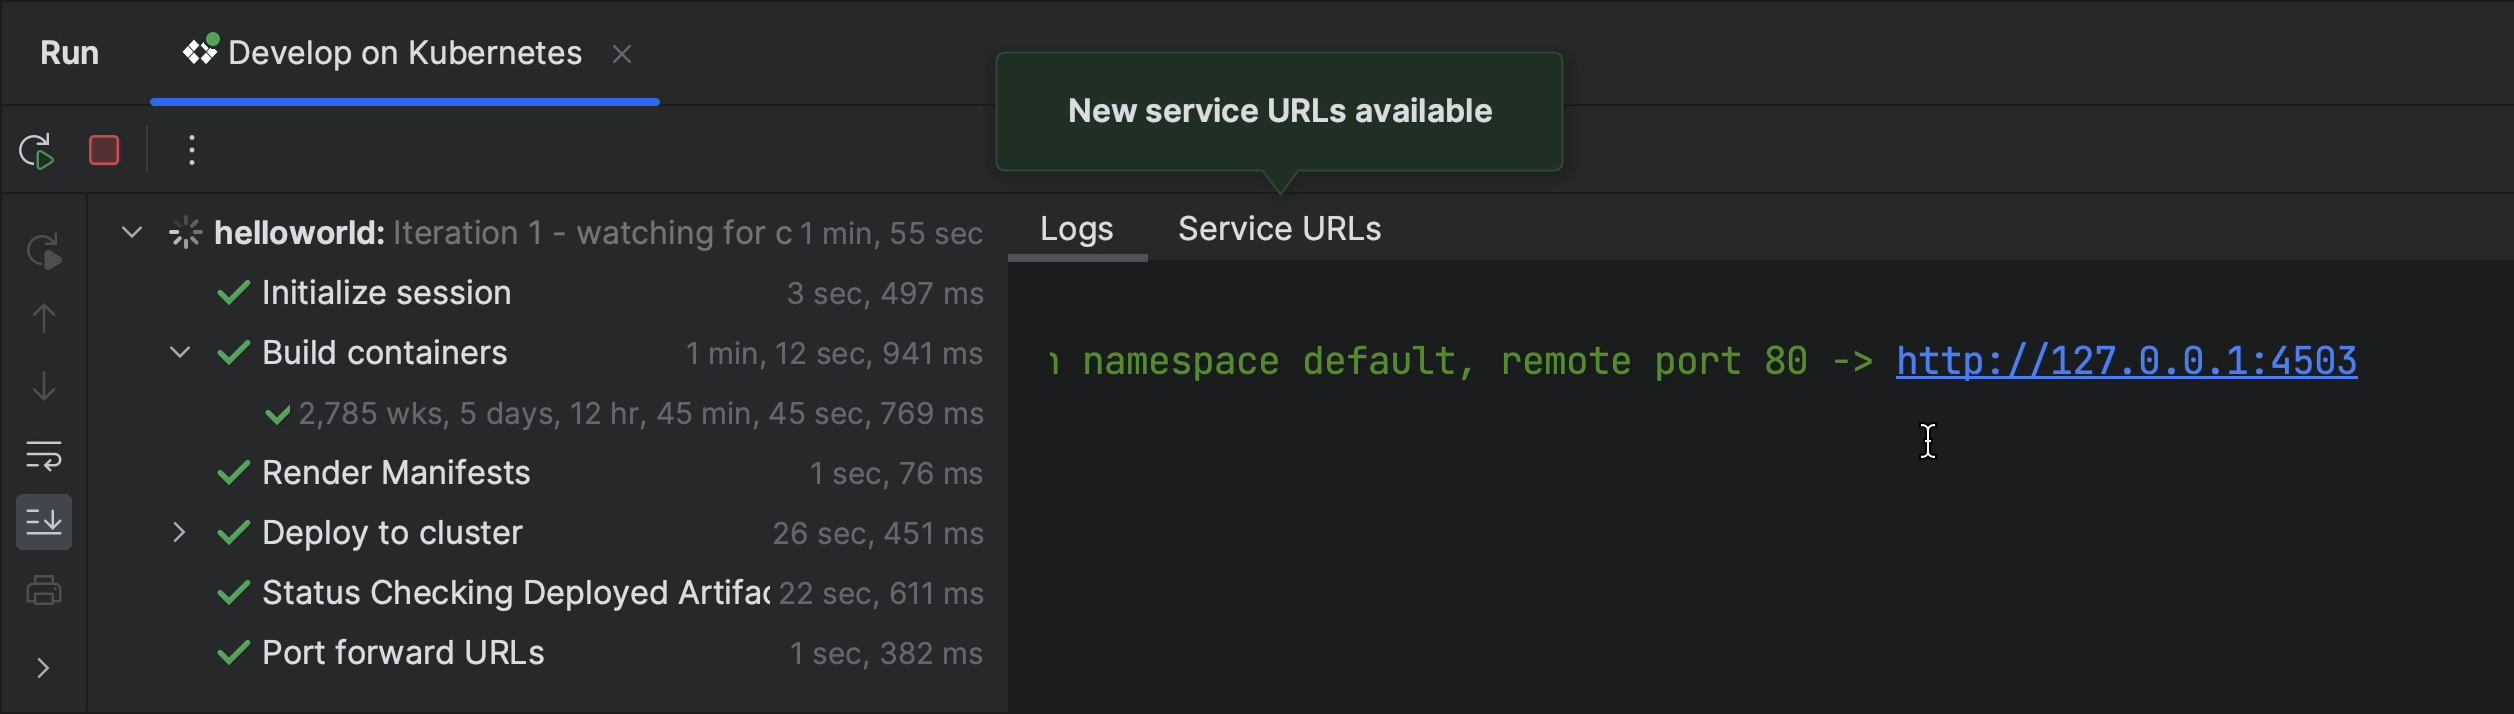 Run
Develop on Kubernetes
New service URLs available
helloworld: Iteration 1 - watching for c 1 min, 55 sec
Initialize session 3 sec, 497 ms
Build containers 1 min, 12 sec, 941 ms
2,785 wks, 5 days, 12 hr, 45 min, 45 sec, 769 ms
Render Manifests 1 sec, 76 ms
Deploy to cluster 26 sec, 451 ms
Status Checking Deployed Artifac 22 sec, 611 ms
Port forward URLs 1 sec, 382 ms
Logs Service URLs
namespace default, remote port 80 -> http://127.0.0.1:4503